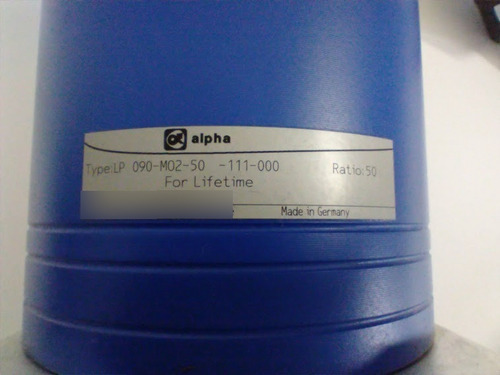 alpha
Type:LP 090-M02-50 -111-000 Ratio:50
For Lifetime
Made in Germany